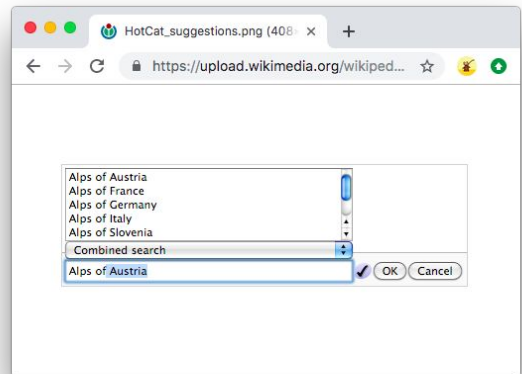 HotCat_suggestions.png (408
https://upload.wikimedia.org/wikiped...
Alps of Austria
Alps of France
Alps of Germany
Alps of Italy
Alps of Slovenia
Combined search
Alps of Austria
OK Cancel